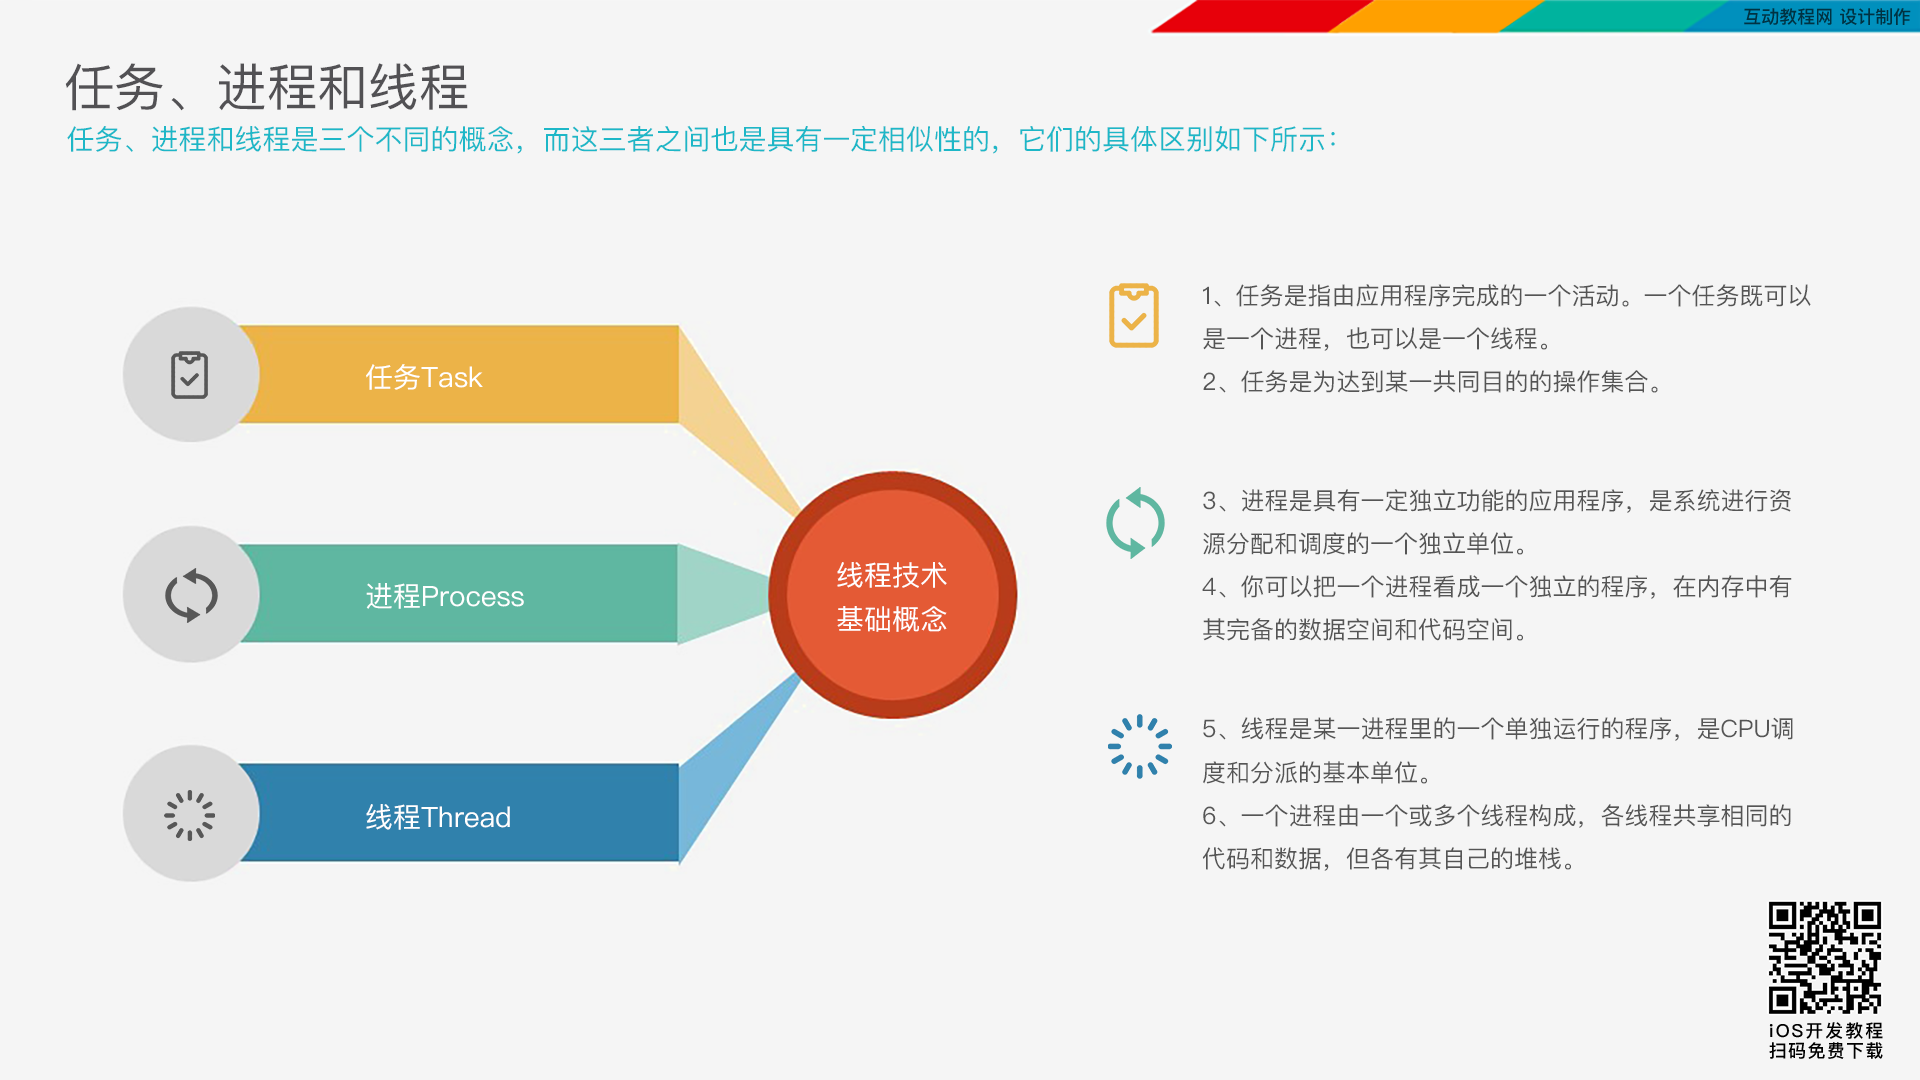 互动教程网 设计制作
任务、进程和线程
任务、进程和线程是三个不同的概念，而这三者之间也是具有一定相似性的，它们的具体区别如下所示：
任务Task
进程Process
线程Thread
线程技术
基础概念
1、任务是指由应用程序完成的一个活动。一个任务既可以
是一个进程，也可以是一个线程。
2、任务是为达到某一共同目的的操作集合。
3、进程是具有一定独立功能的应用程序，是系统进行资
源分配和调度的一个独立单位。
4、你可以把一个进程看成一个独立的程序，在内存中有
其完备的数据空间和代码空间。
5、线程是某一进程里的一个单独运行的程序，是CPU调
度和分派的基本单位。
6、一个进程由一个或多个线程构成，各线程共享相同的
代码和数据，但各有其自己的堆栈。
iOS开发教程
扫码免费下载